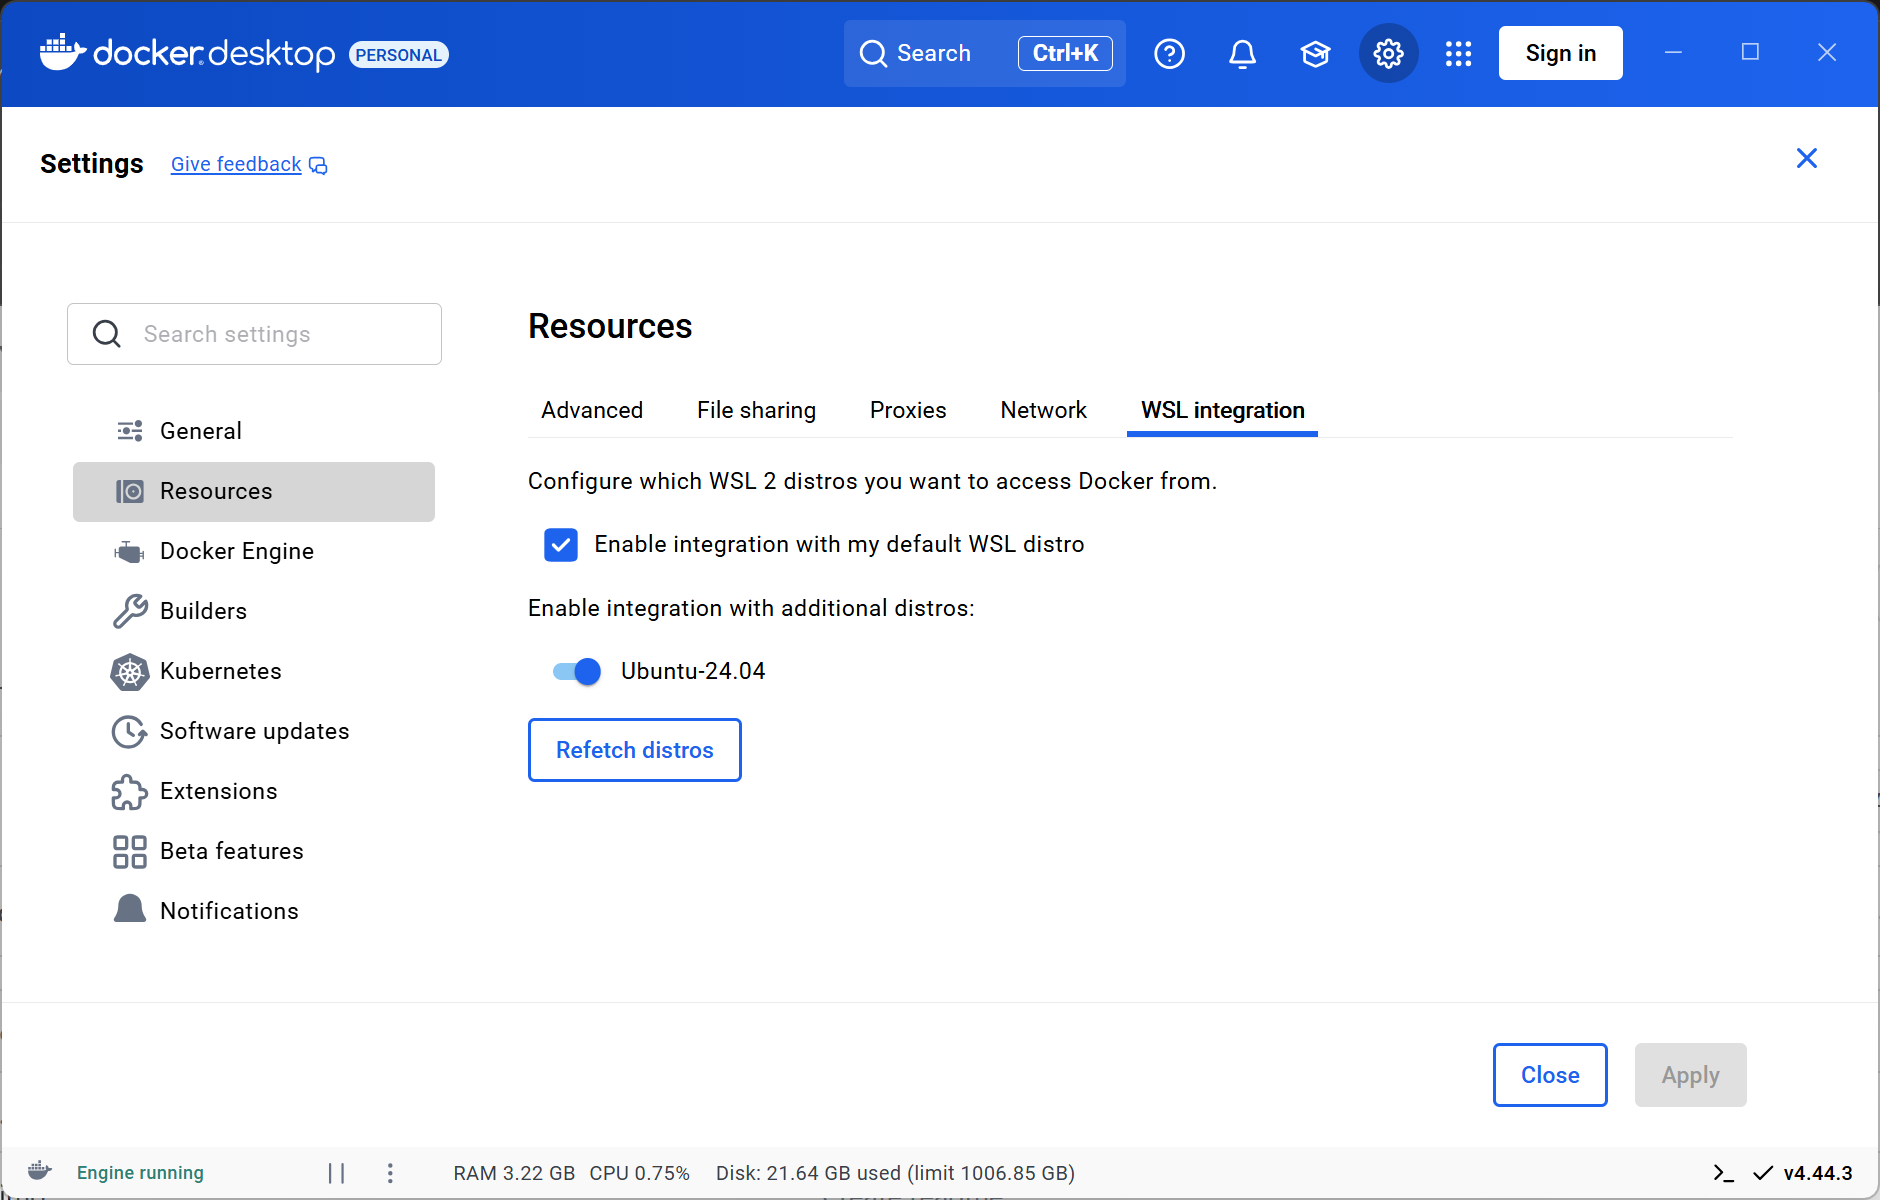 docker.desktop PERSONAL
Search Ctrl+K
Sign in
Settings Give feedback
Search settings
General
Resources
Docker Engine
Builders
Kubernetes
Software updates
Extensions
Beta features
Notifications
Resources
Advanced File sharing Proxies Network WSL integration
Configure which WSL 2 distros you want to access Docker from.
Enable integration with my default WSL distro
Enable integration with additional distros:
Ubuntu-24.04
Refetch distros
Close Apply
Engine running RAM 3.22 GB CPU 0.75% Disk: 21.64 GB used (limit 1006.85 GB) v4.44.3